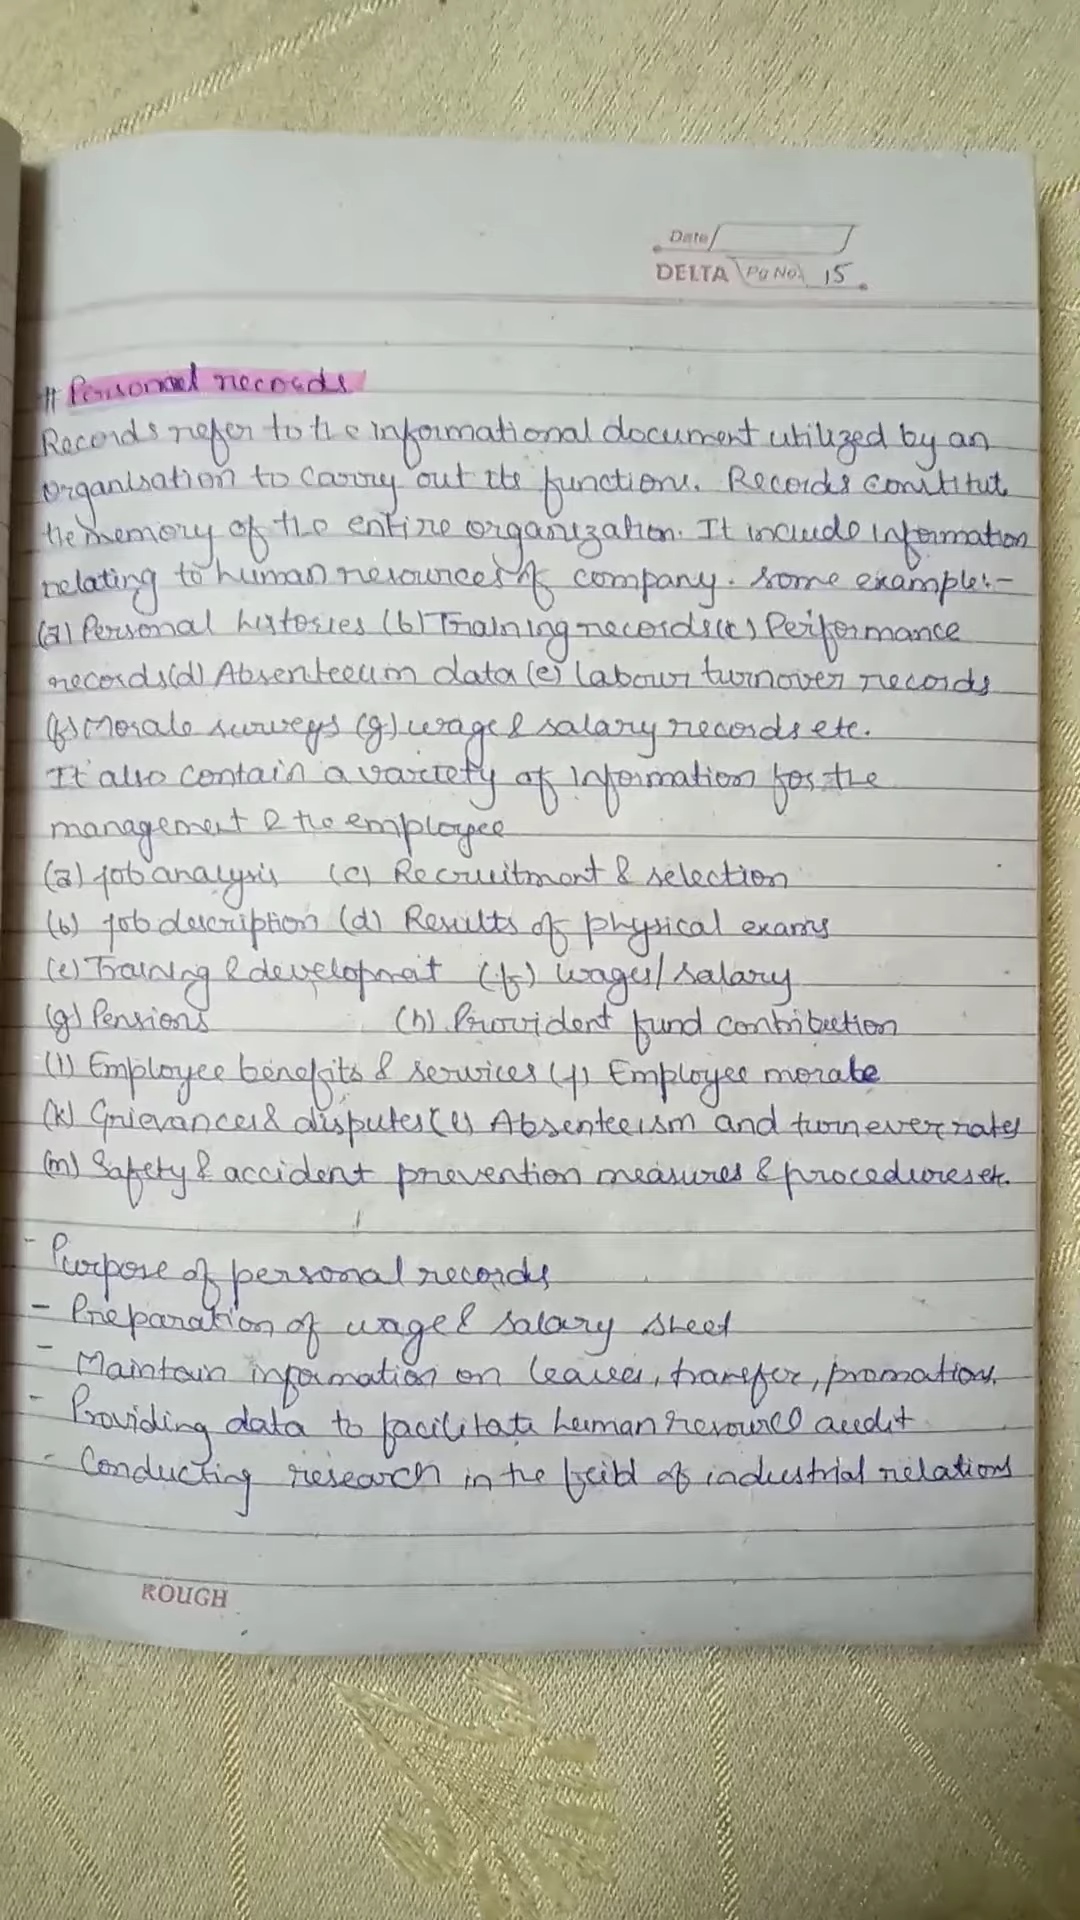 Date
DELTA Pg No. 15
# Personnel records
Records refer to the informational document utilized by an
organisation to carry out its functions. Records constitut
the memory of the entire organization. It include information
relating to human resources of company. some example:-
(a) Personal histories (b) Training records (c) Performance
records (d) Absenteeism data (e) labour turnover records
(f) Morale surveys (g) wage & salary records etc.
It also contain a variety of information for the
management & the employee
(a) job analysis (c) Recruitment & selection
(b) job description (d) Results of physical exams
(e) Training & development (f) wages/salary
(g) Pensions (h) Provident fund contribution
(i) Employee benefits & services (j) Employee morale
(k) Grievances & disputes (l) Absenteeism and turnever rates
(m) Safety & accident prevention measures & procedures etc.
- Purpose of personal records
- Preparation of wage & salary sheet
- Maintain information on leaves, transfer, promations.
- Providing data to facilitate human resource audit
- Conducting research in the feild of industrial relations
ROUGH